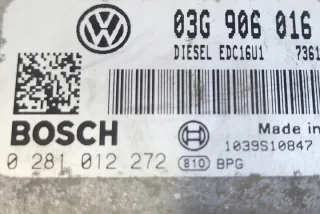 03G 906 016
DIESEL EDC16U1 7361
BOSCH
Made in
1039S10847
0 281 012 272 810 BPG